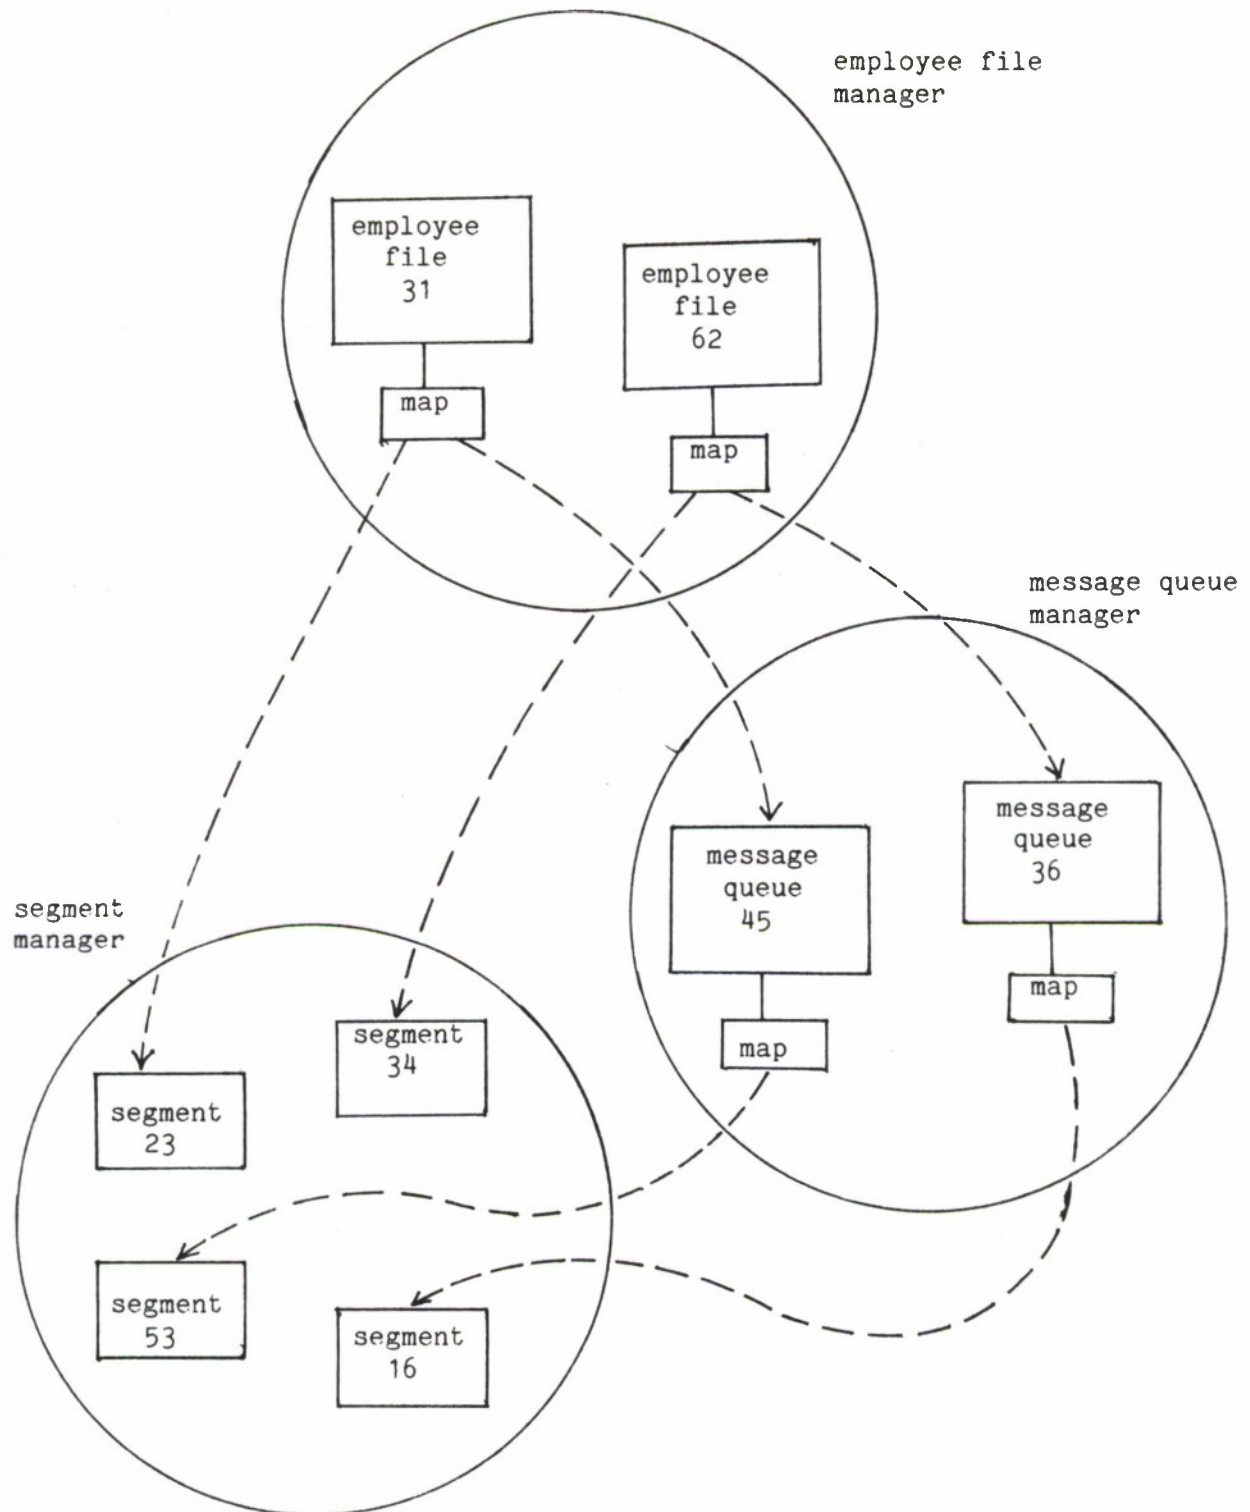 employee file
manager
employee
file
31
employee
file
62
map
map
message queue
manager
message
queue
36
message
queue
45
segment
manager
map
map
segment
34
segment
23
segment
53
segment
16